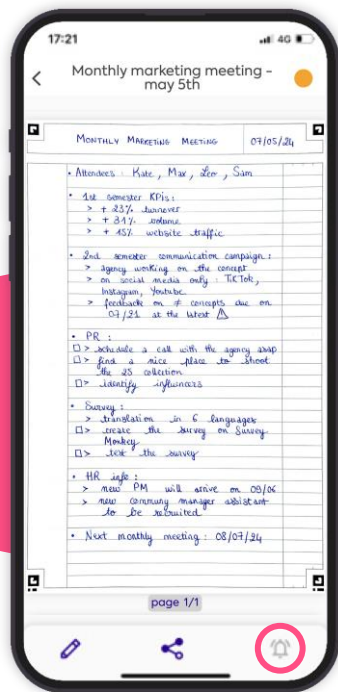 17:21 4G
Monthly marketing meeting -
may 5th
MONTHLY MARKETING MEETING 07/05/24
• Attendees : Kate, Max, Leo, Sam
• 1st semester KPIs :
> + 23% turnover
> + 31% volume
> + 45% website traffic
• 2nd semester communication campaign :
> agency working on the concept
> on social media only : TikTok,
Instagram, Youtube
> feedback on ≠ concepts due on
07/21 at the latest ⚠
• PR :
☐ > schedule a call with the agency asap
☐ > find a nice place to shoot
the 25 collection
☐ > identify influencers
• Survey :
> translation in 6 languages
☐ > create the survey on Survey
Monkey
☐ > test the survey
• HR info :
> new PM will arrive on 09/06
> new communy manager assistant
to be recruited
• Next monthly meeting : 08/07/24
page 1/1